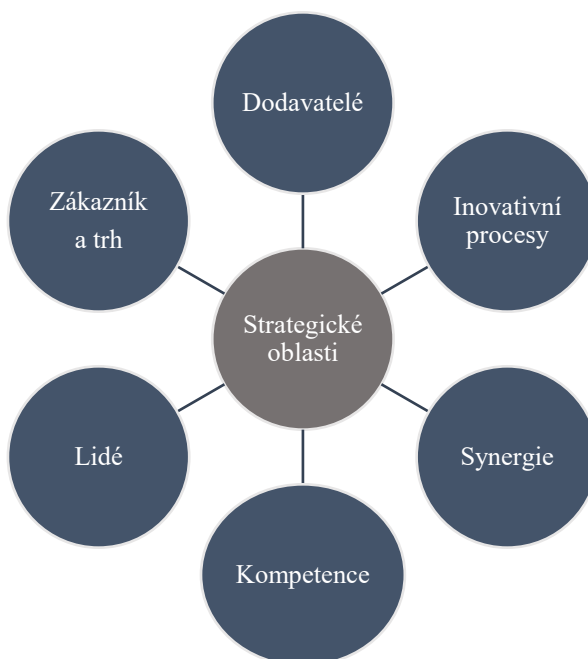 Dodavatelé
Inovativní
procesy
Synergie
Kompetence
Lidé
Zákazník
a trh
Strategické
oblasti